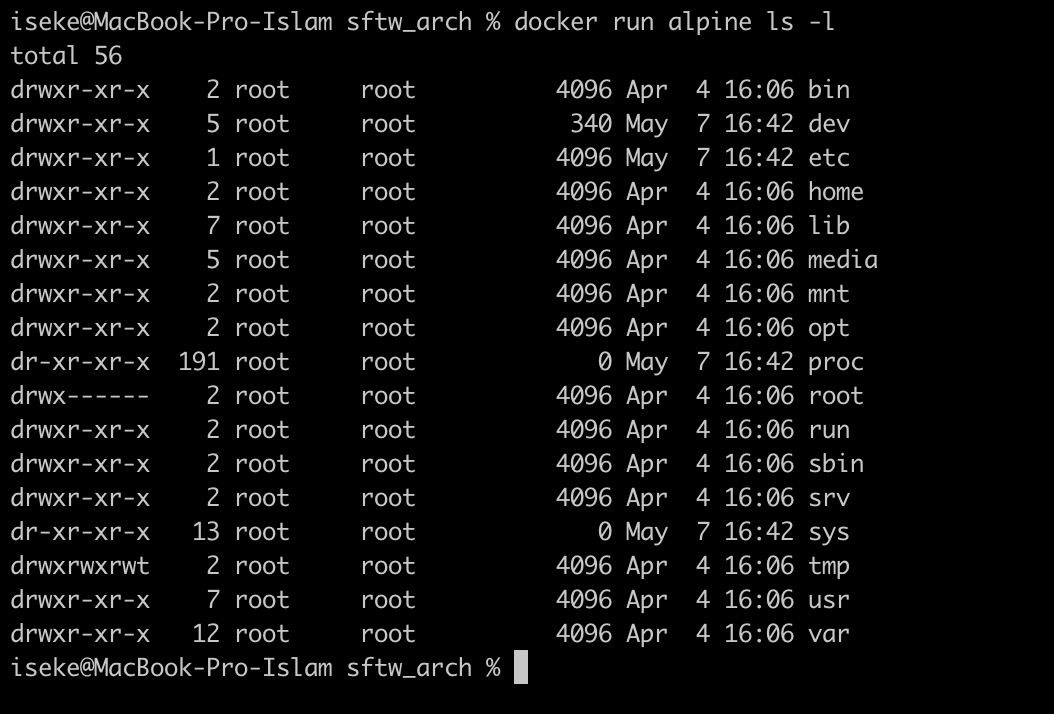 iseke@MacBook-Pro-Islam sftw_arch % docker run alpine ls -l
total 56
drwxr-xr-x    2 root     root          4096 Apr  4 16:06 bin
drwxr-xr-x    5 root     root           340 May  7 16:42 dev
drwxr-xr-x    1 root     root          4096 May  7 16:42 etc
drwxr-xr-x    2 root     root          4096 Apr  4 16:06 home
drwxr-xr-x    7 root     root          4096 Apr  4 16:06 lib
drwxr-xr-x    5 root     root          4096 Apr  4 16:06 media
drwxr-xr-x    2 root     root          4096 Apr  4 16:06 mnt
drwxr-xr-x    2 root     root          4096 Apr  4 16:06 opt
dr-xr-xr-x  191 root     root             0 May  7 16:42 proc
drwx------    2 root     root          4096 Apr  4 16:06 root
drwxr-xr-x    2 root     root          4096 Apr  4 16:06 run
drwxr-xr-x    2 root     root          4096 Apr  4 16:06 sbin
drwxr-xr-x    2 root     root          4096 Apr  4 16:06 srv
dr-xr-xr-x   13 root     root             0 May  7 16:42 sys
drwxrwxrwt    2 root     root          4096 Apr  4 16:06 tmp
drwxr-xr-x    7 root     root          4096 Apr  4 16:06 usr
drwxr-xr-x   12 root     root          4096 Apr  4 16:06 var
iseke@MacBook-Pro-Islam sftw_arch %